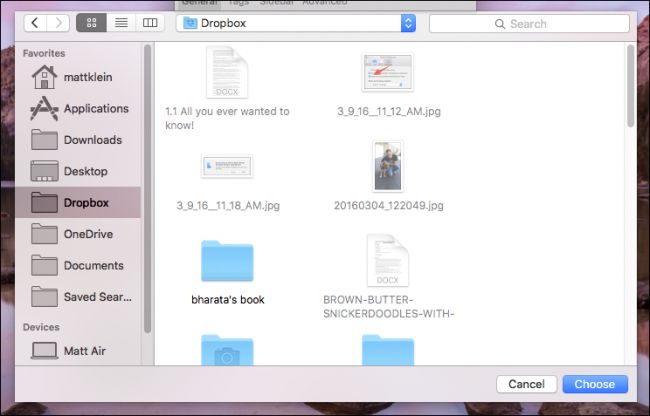 General Tags Sidebar Advanced
Dropbox
Search
Favorites
mattklein
Applications
Downloads
Desktop
Dropbox
OneDrive
Documents
Saved Sear...
Devices
Matt Air
DOCX
1.1 All you ever wanted to
know!
3_9_16__11_12_AM.jpg
3_9_16__11_18_AM.jpg
20160304_122049.jpg
bharata's book
DOCX
BROWN-BUTTER-
SNICKERDOODLES-WITH-
Cancel
Choose